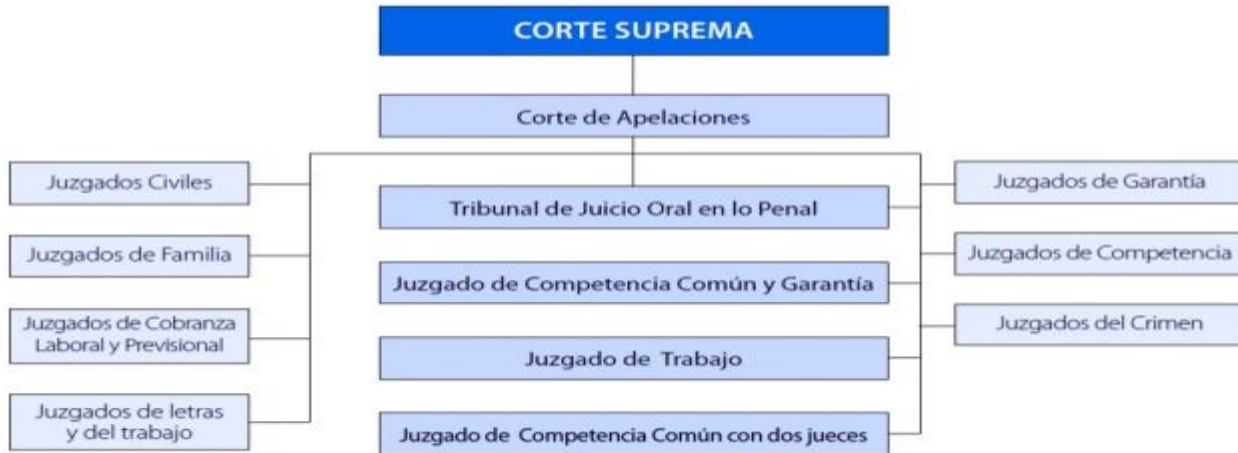 CORTE SUPREMA
Corte de Apelaciones
Juzgados Civiles
Juzgados de Familia
Juzgados de Cobranza
Laboral y Previsional
Juzgados de letras
y del trabajo
Tribunal de Juicio Oral en lo Penal
Juzgado de Competencia Común y Garantía
Juzgado de Trabajo
Juzgado de Competencia Común con dos jueces
Juzgados de Garantía
Juzgados de Competencia
Juzgados del Crimen